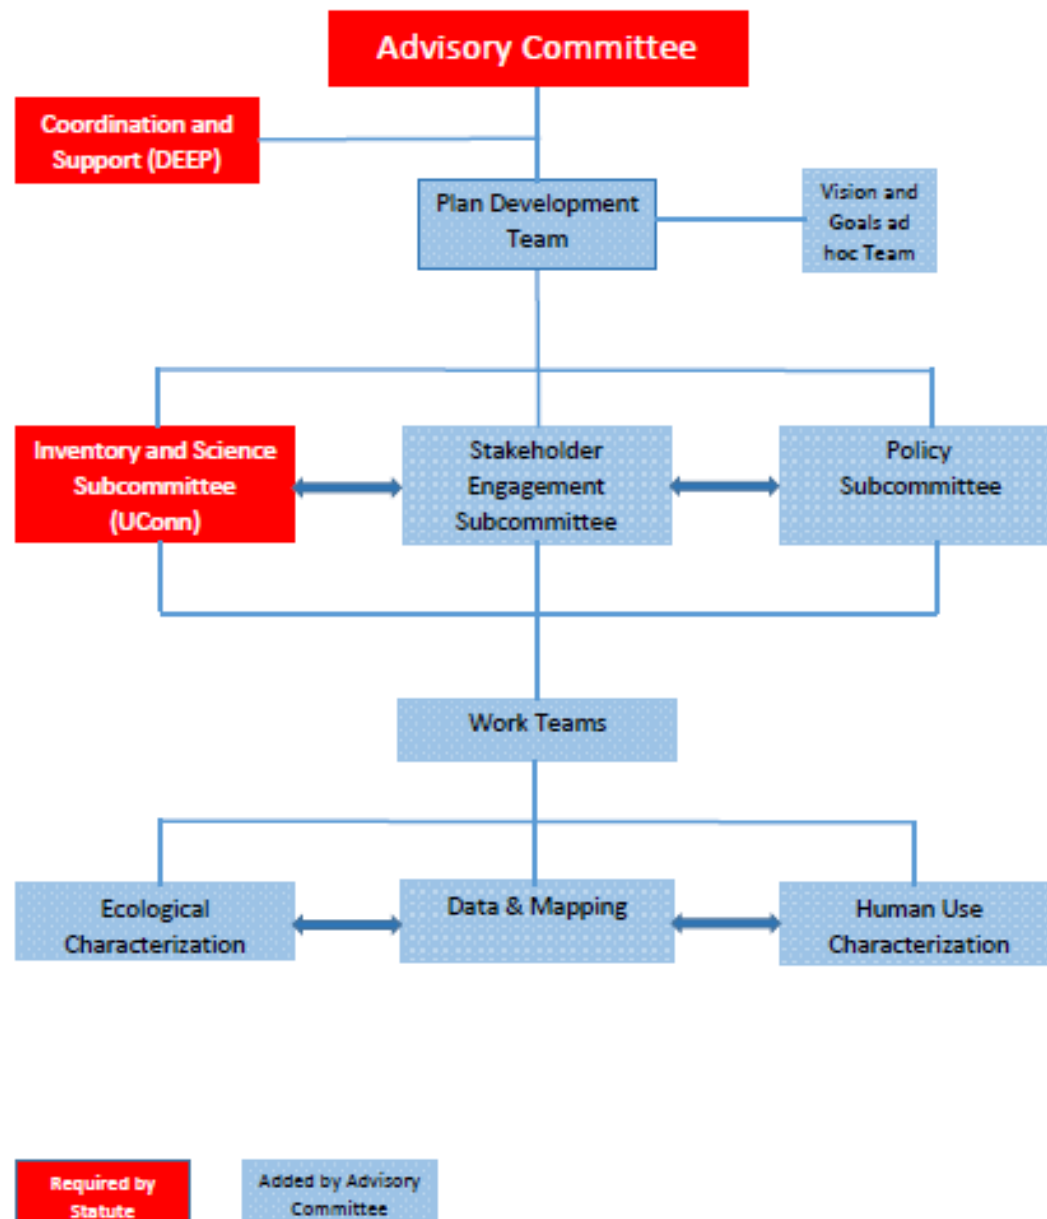 Advisory Committee
Coordination and
Support (DEEP)
Plan Development
Team
Vision and
Goals ad
hoc Team
Inventory and Science
Subcommittee
(UConn)
Stakeholder
Engagement
Subcommittee
Policy
Subcommittee
Work Teams
Ecological
Characterization
Data & Mapping
Human Use
Characterization
Required by
Statute
Added by Advisory
Committee